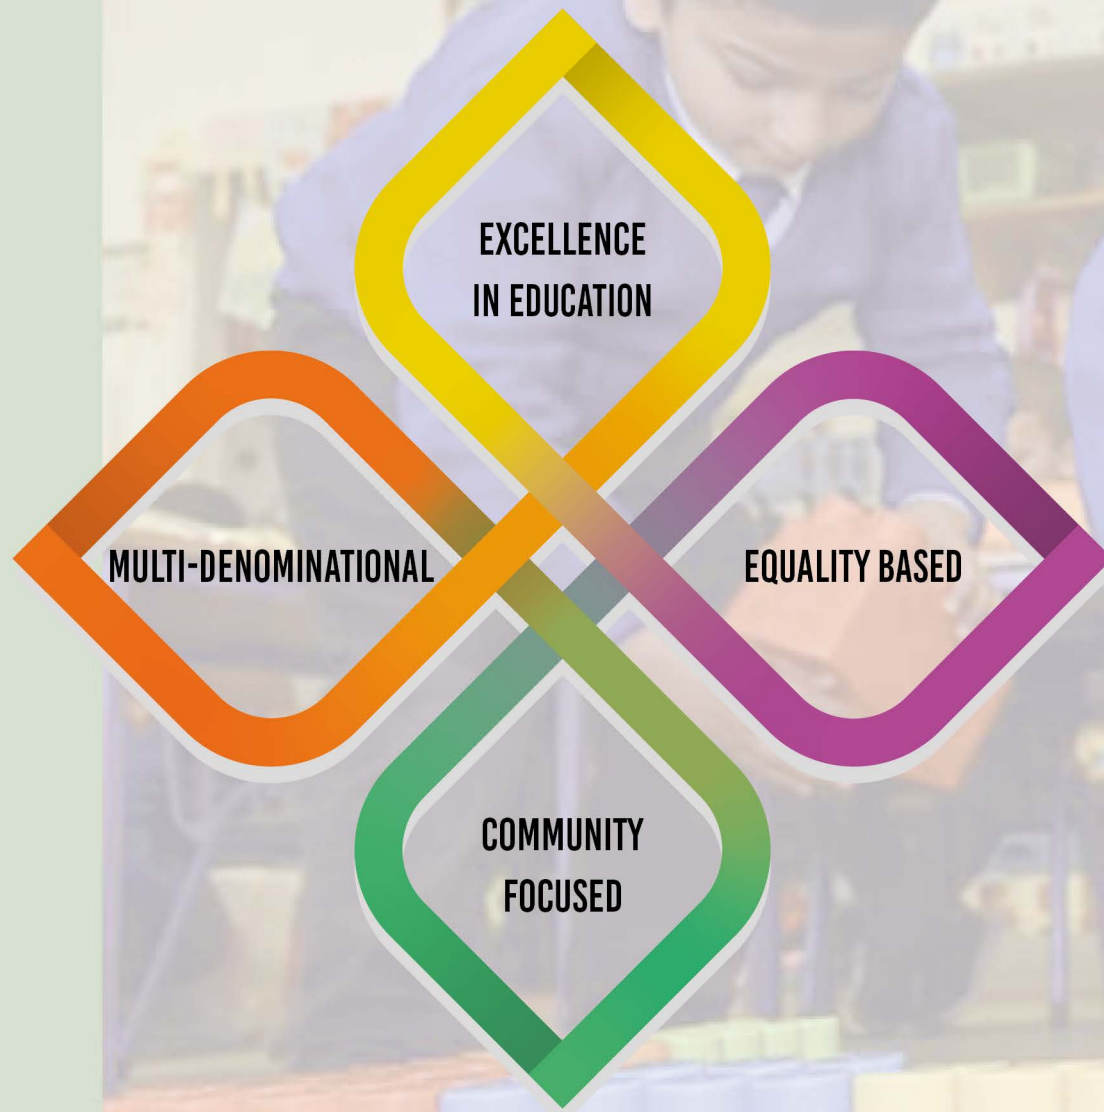 EXCELLENCE
IN EDUCATION
MULTI-DENOMINATIONAL
EQUALITY BASED
COMMUNITY
FOCUSED